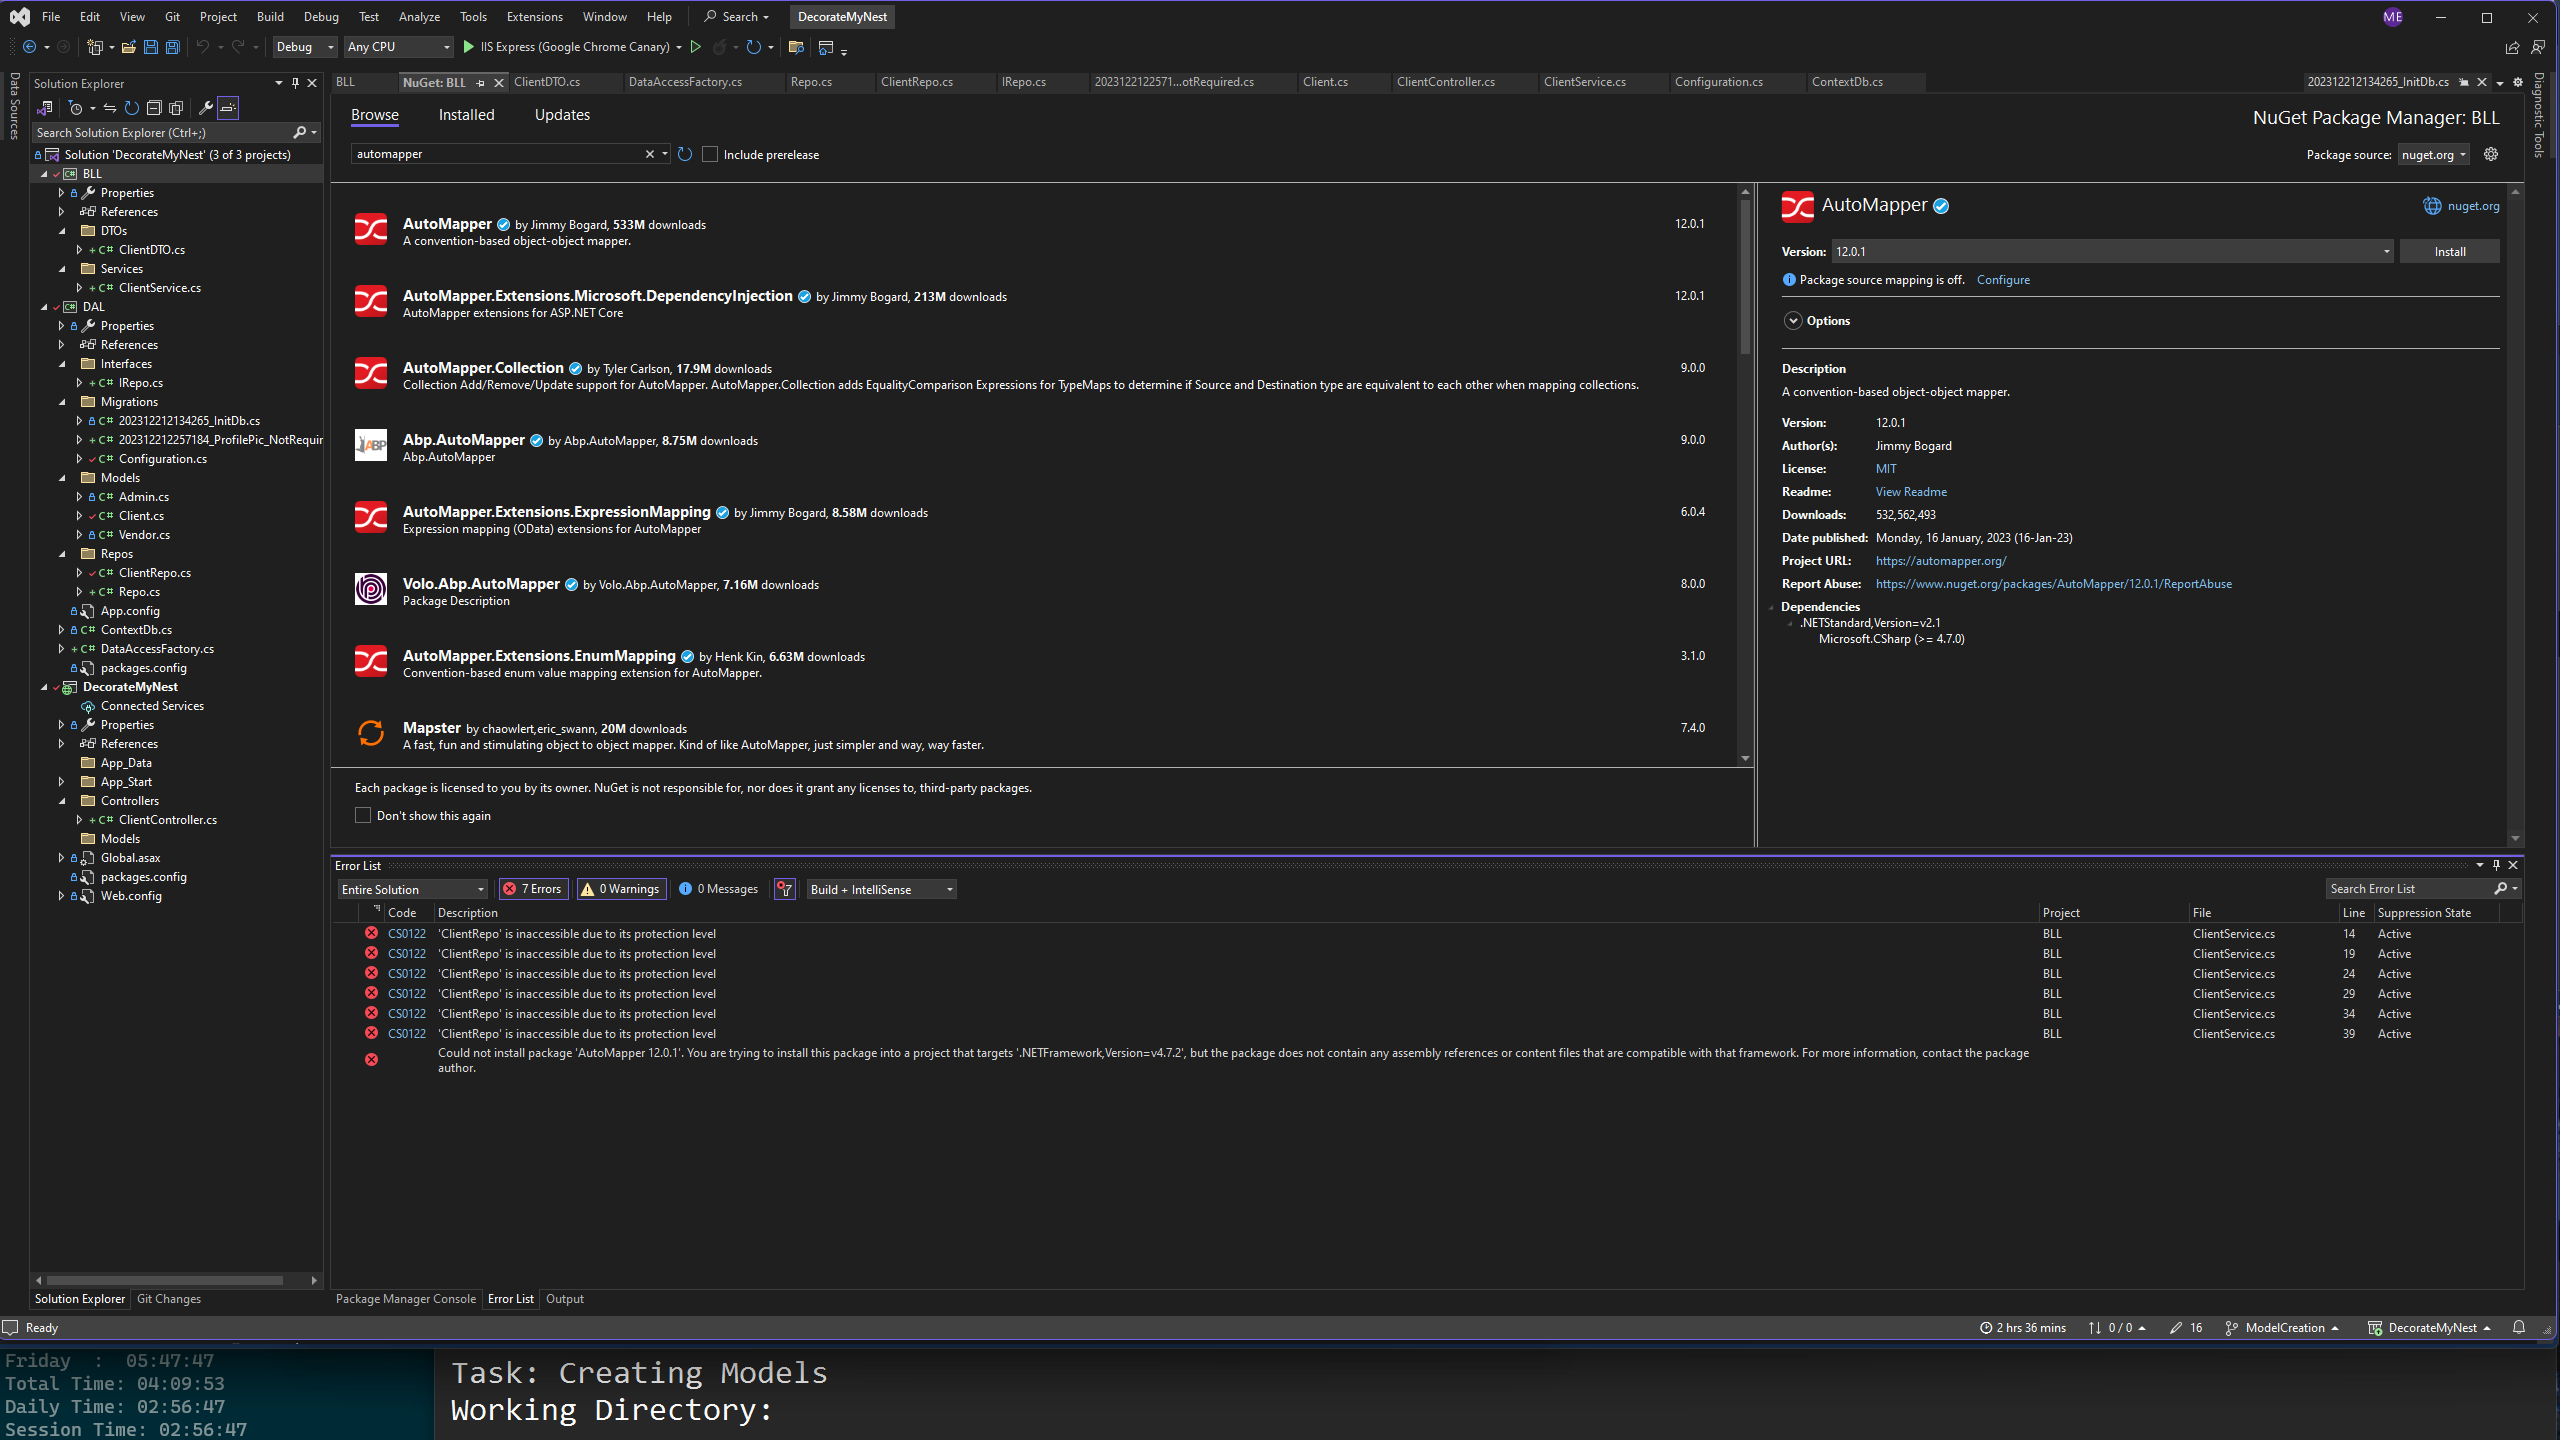 File Edit View Git Project Build Debug Test Analyze Tools Extensions Window Help Search DecorateMyNest ME
Debug Any CPU IIS Express (Google Chrome Canary)
Data Sources
Solution Explorer
Search Solution Explorer (Ctrl+;)
Solution 'DecorateMyNest' (3 of 3 projects)
BLL
Properties
References
DTOs
ClientDTO.cs
Services
ClientService.cs
DAL
Properties
References
Interfaces
IRepo.cs
Migrations
202312212134265_InitDb.cs
202312212257184_ProfilePic_NotRequir
Configuration.cs
Models
Admin.cs
Client.cs
Vendor.cs
Repos
ClientRepo.cs
Repo.cs
App.config
ContextDb.cs
DataAccessFactory.cs
packages.config
DecorateMyNest
Connected Services
Properties
References
App_Data
App_Start
Controllers
ClientController.cs
Models
Global.asax
packages.config
Web.config
Solution Explorer Git Changes
BLL NuGet: BLL ClientDTO.cs DataAccessFactory.cs Repo.cs ClientRepo.cs IRepo.cs 2023122122571...otRequired.cs Client.cs ClientController.cs ClientService.cs Configuration.cs ContextDb.cs 202312212134265_InitDb.cs
Browse Installed Updates
NuGet Package Manager: BLL
automapper Include prerelease
Package source: nuget.org
AutoMapper by Jimmy Bogard, 533M downloads 12.0.1
A convention-based object-object mapper.
AutoMapper.Extensions.Microsoft.DependencyInjection by Jimmy Bogard, 213M downloads 12.0.1
AutoMapper extensions for ASP.NET Core
AutoMapper.Collection by Tyler Carlson, 17.9M downloads 9.0.0
Collection Add/Remove/Update support for AutoMapper. AutoMapper.Collection adds EqualityComparison Expressions for TypeMaps to determine if Source and Destination type are equivalent to each other when mapping collections.
ABP
Abp.AutoMapper by Abp.AutoMapper, 8.75M downloads 9.0.0
Abp.AutoMapper
AutoMapper.Extensions.ExpressionMapping by Jimmy Bogard, 8.58M downloads 6.0.4
Expression mapping (OData) extensions for AutoMapper
Volo.Abp.AutoMapper by Volo.Abp.AutoMapper, 7.16M downloads 8.0.0
Package Description
AutoMapper.Extensions.EnumMapping by Henk Kin, 6.63M downloads 3.1.0
Convention-based enum value mapping extension for AutoMapper.
Mapster by chaowlert,eric_swann, 20M downloads 7.4.0
A fast, fun and stimulating object to object mapper. Kind of like AutoMapper, just simpler and way, way faster.
Each package is licensed to you by its owner. NuGet is not responsible for, nor does it grant any licenses to, third-party packages.
Don't show this again
AutoMapper nuget.org
Version: 12.0.1 Install
Package source mapping is off. Configure
Options
Description
A convention-based object-object mapper.
Version: 12.0.1
Author(s): Jimmy Bogard
License: MIT
Readme: View Readme
Downloads: 532,562,493
Date published: Monday, 16 January, 2023 (16-Jan-23)
Project URL: https://automapper.org/
Report Abuse: https://www.nuget.org/packages/AutoMapper/12.0.1/ReportAbuse
Dependencies
.NETStandard,Version=v2.1
Microsoft.CSharp (>= 4.7.0)
Diagnostic Tools
Error List
Entire Solution 7 Errors 0 Warnings 0 Messages Build + IntelliSense Search Error List
Code Description Project File Line Suppression State
CS0122 'ClientRepo' is inaccessible due to its protection level BLL ClientService.cs 14 Active
CS0122 'ClientRepo' is inaccessible due to its protection level BLL ClientService.cs 19 Active
CS0122 'ClientRepo' is inaccessible due to its protection level BLL ClientService.cs 24 Active
CS0122 'ClientRepo' is inaccessible due to its protection level BLL ClientService.cs 29 Active
CS0122 'ClientRepo' is inaccessible due to its protection level BLL ClientService.cs 34 Active
CS0122 'ClientRepo' is inaccessible due to its protection level BLL ClientService.cs 39 Active
Could not install package 'AutoMapper 12.0.1'. You are trying to install this package into a project that targets '.NETFramework,Version=v4.7.2', but the package does not contain any assembly references or content files that are compatible with that framework. For more information, contact the package
author.
Package Manager Console Error List Output
Ready 2 hrs 36 mins 0 / 0 16 ModelCreation DecorateMyNest
Friday : 05:47:47
Total Time: 04:09:53
Daily Time: 02:56:47
Session Time: 02:56:47
Task: Creating Models
Working Directory: